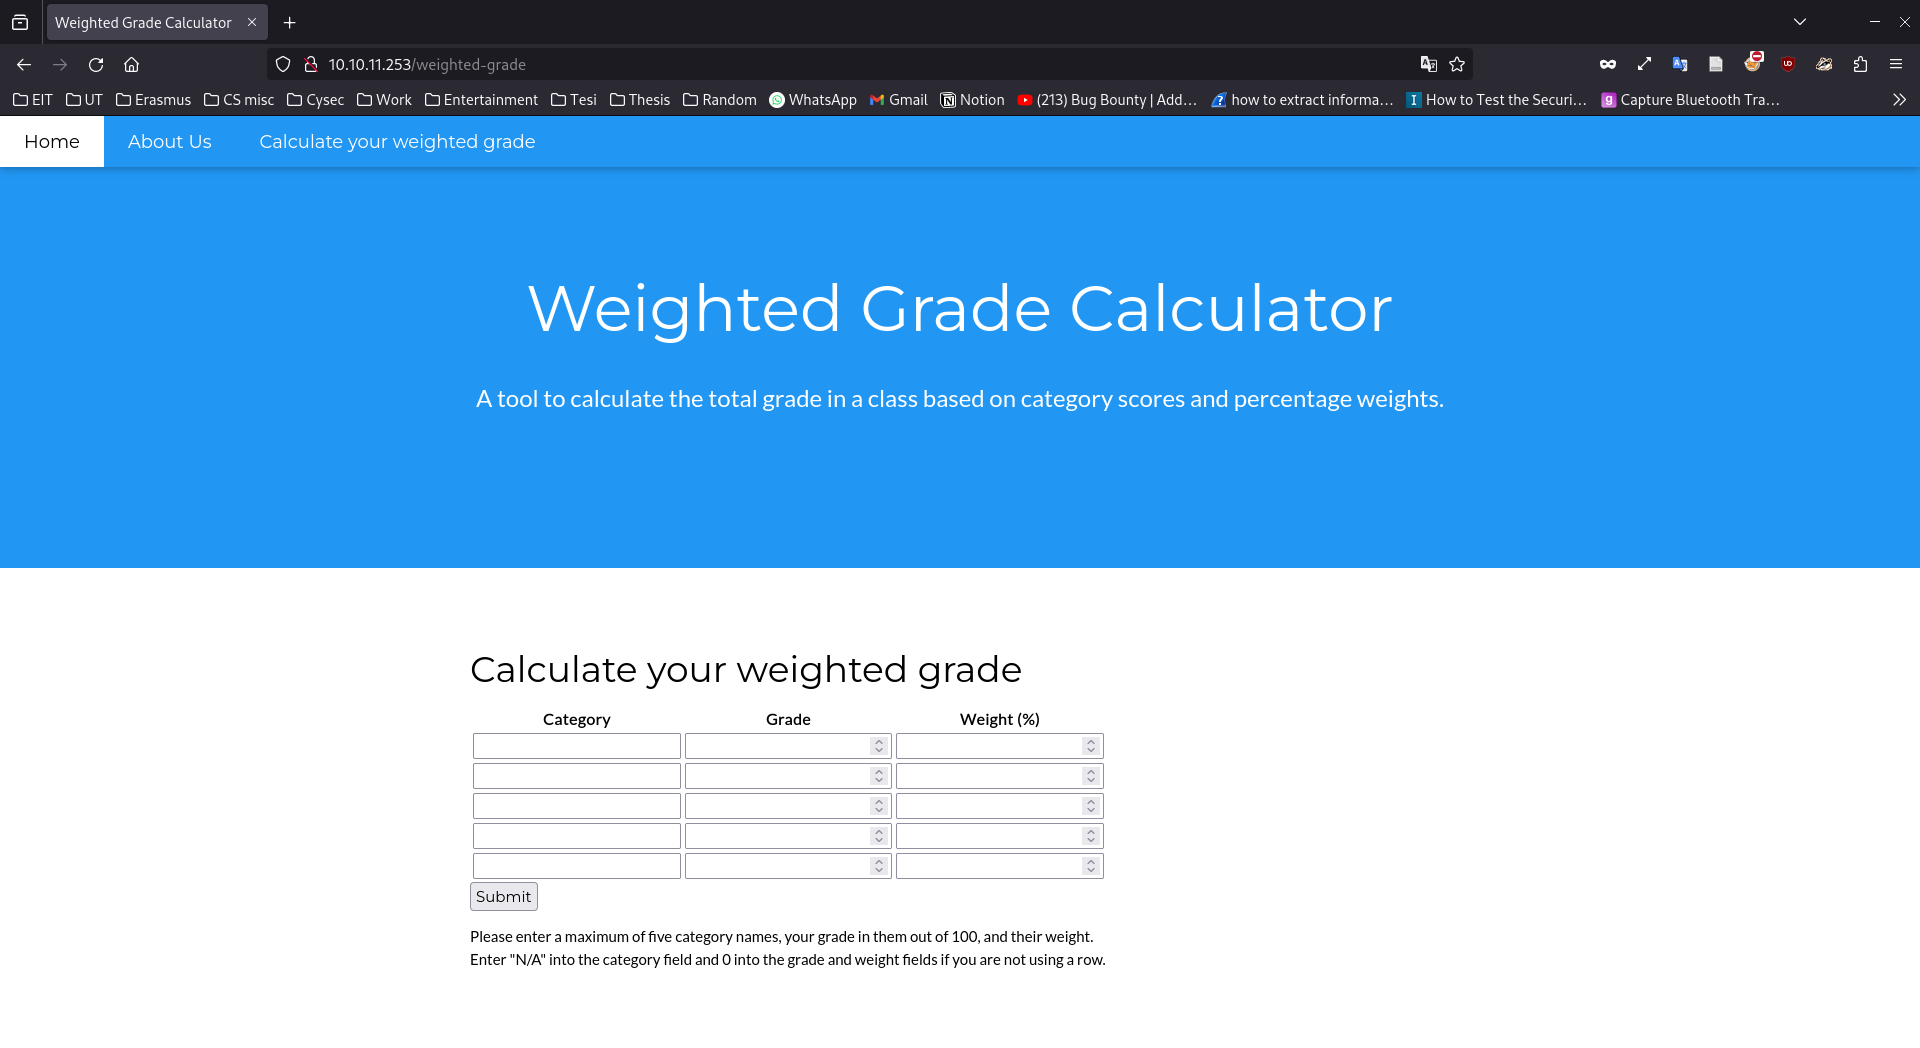 Weighted Grade Calculator
10.10.11.253/weighted-grade
EIT UT Erasmus CS misc Cysec Work Entertainment Tesi Thesis Random WhatsApp Gmail Notion (213) Bug Bounty | Add… how to extract informa… How to Test the Securi… Capture Bluetooth Tra…
Home About Us Calculate your weighted grade
Weighted Grade Calculator
A tool to calculate the total grade in a class based on category scores and percentage weights.
Calculate your weighted grade
Category Grade Weight (%)
Submit
Please enter a maximum of five category names, your grade in them out of 100, and their weight.
Enter "N/A" into the category field and 0 into the grade and weight fields if you are not using a row.